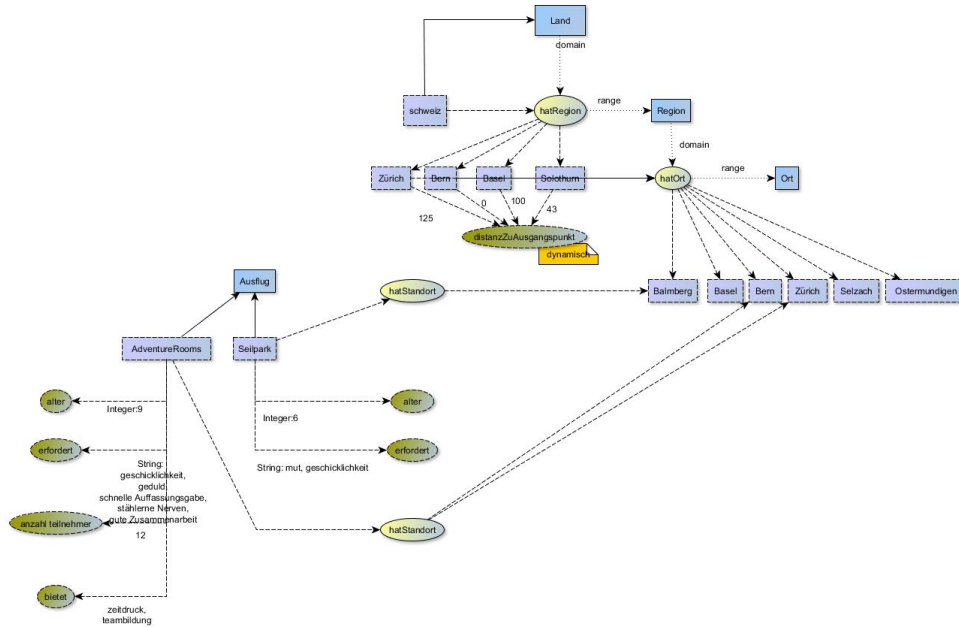 Land
domain
schweiz
hatRegion
range
Region
domain
Zürich
Bern
Basel
Solothurn
hatOrt
range
Ort
125
0
100
43
distanzZuAusgangspunkt
dynamisch
Ausflug
hatStandort
Balmberg
Basel
Bern
Zürich
Selzach
Ostermundigen
AdventureRooms
Seilpark
alter
Integer:9
Integer:6
alter
erfordert
String:
geschicklichkeit,
geduld,
schnelle Auffassungsgabe,
stählerne Nerven,
gute Zusammenarbeit
String: mut, geschicklichkeit
erfordert
anzahl teilnehmer
12
hatStandort
bietet
zeitdruck,
teambildung